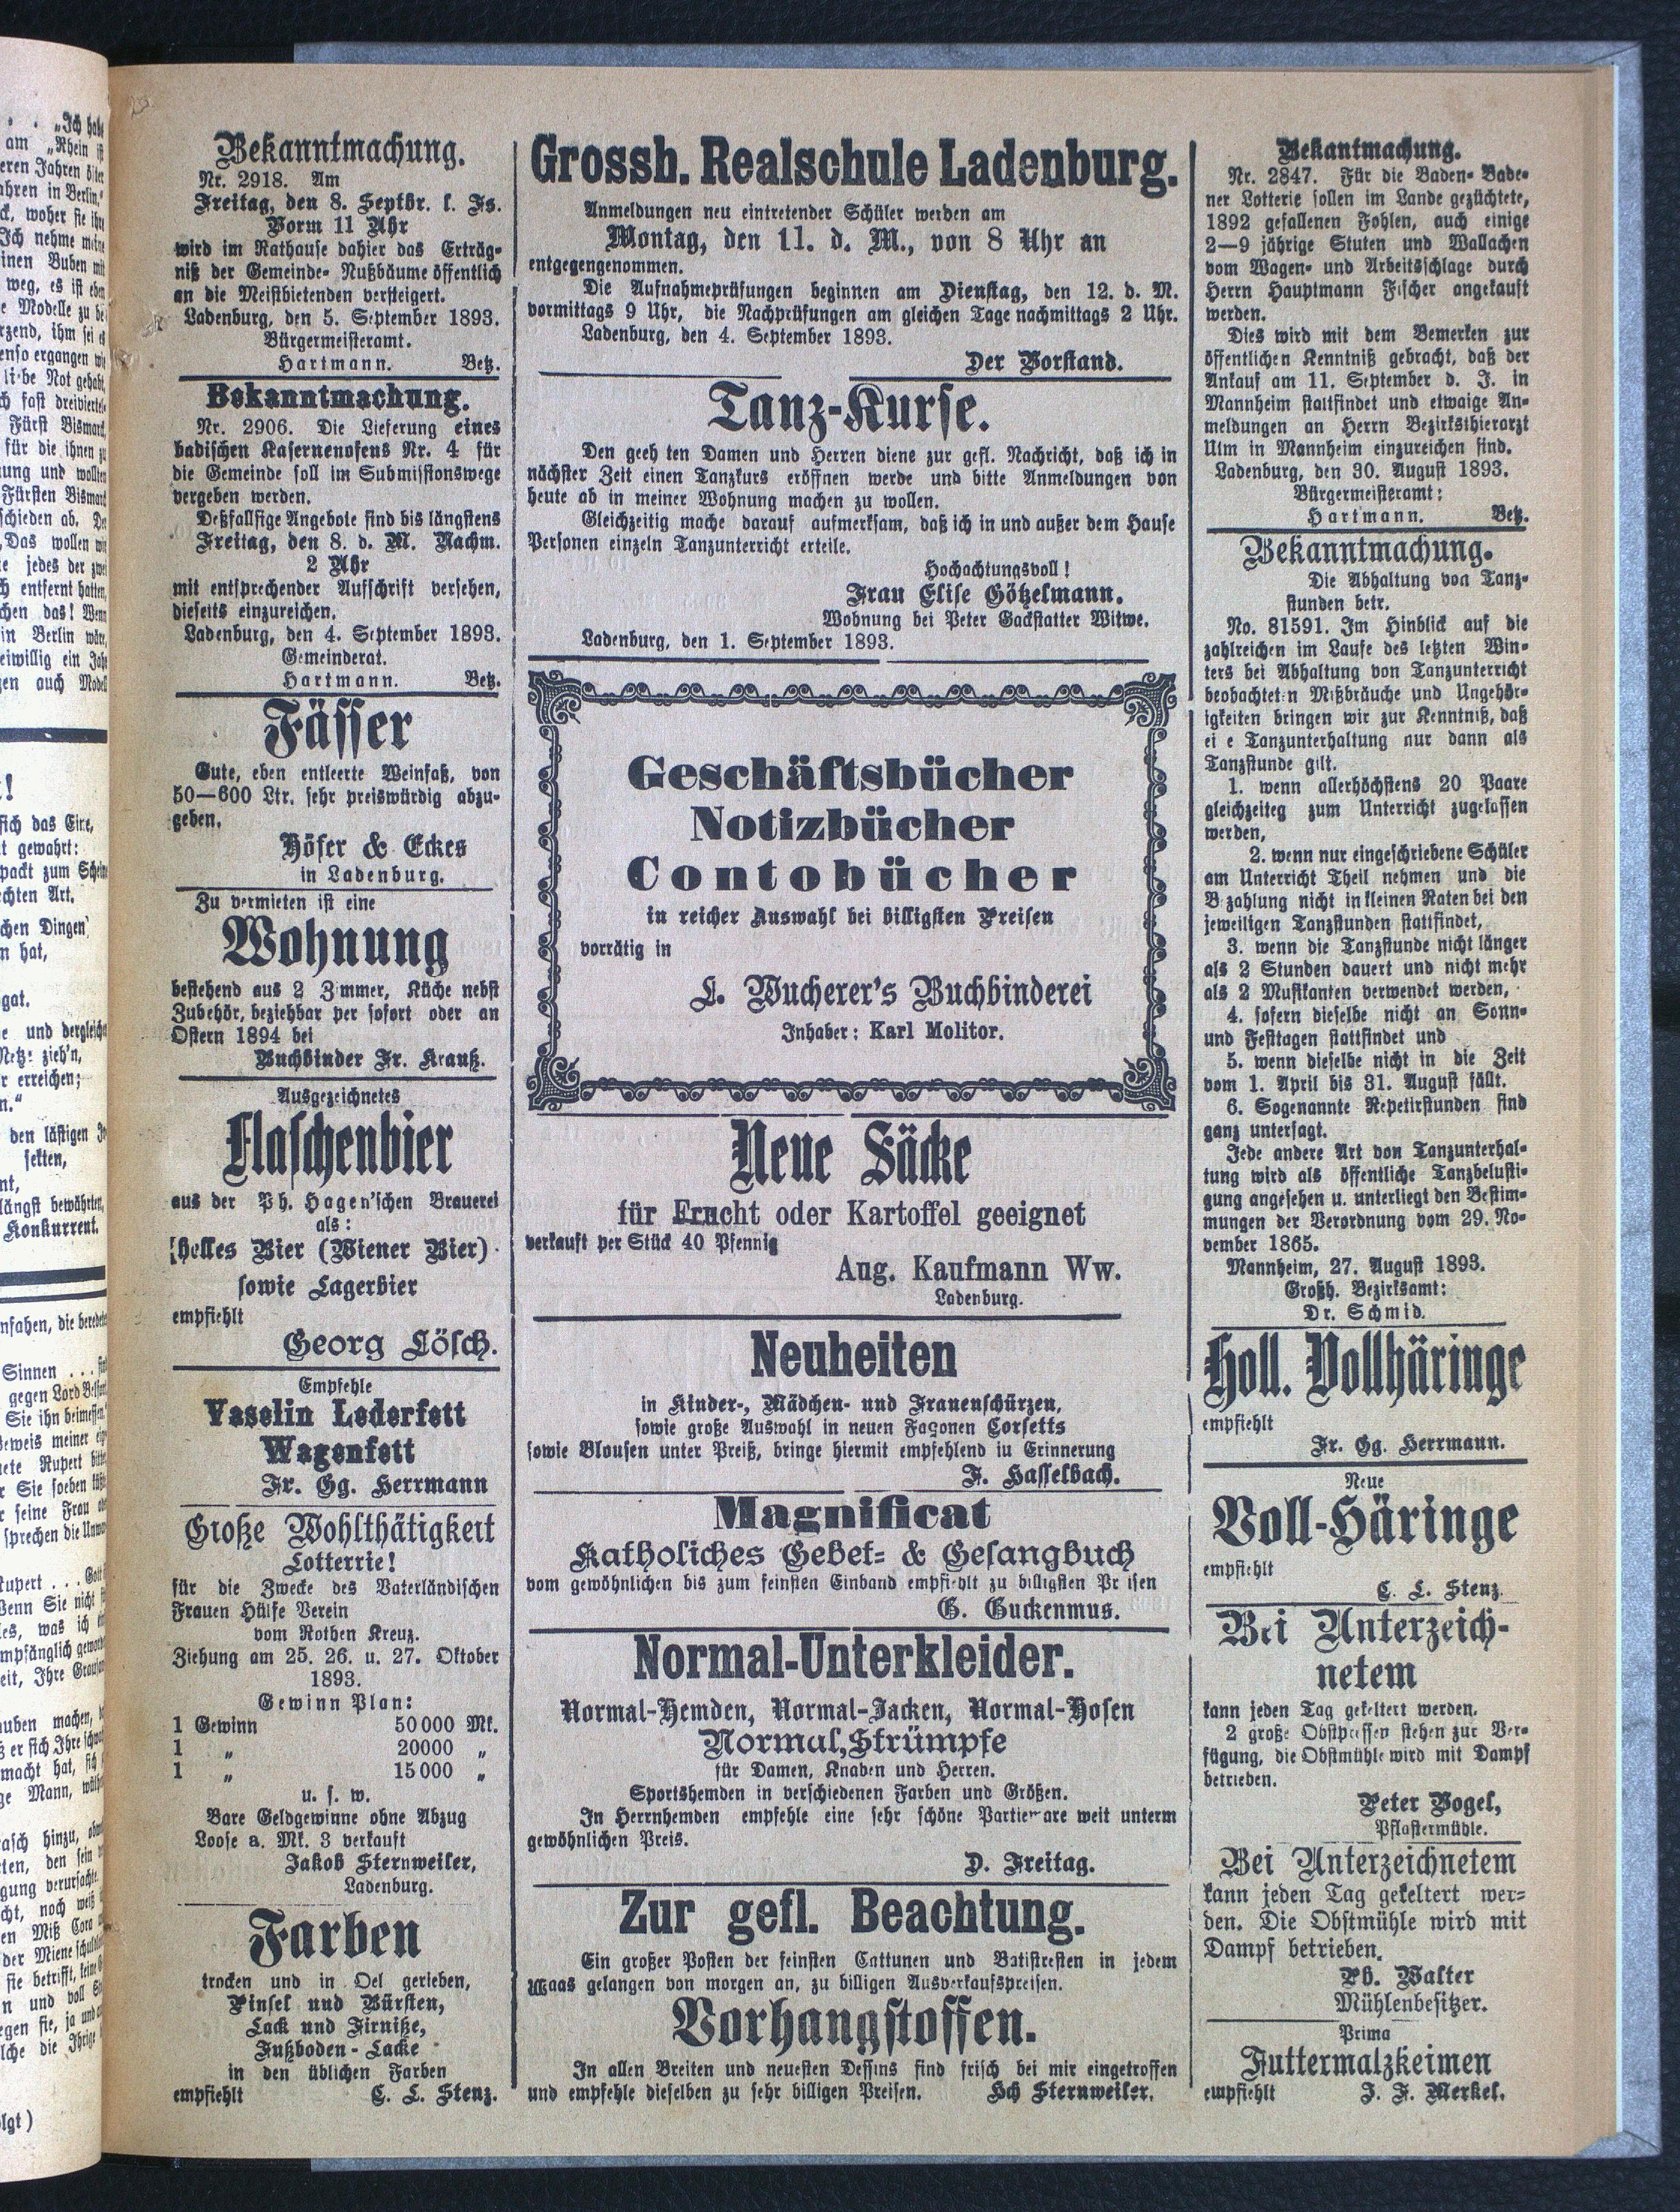 Bekanntmachung.
Nr. 2918. Am
Freitag, den 8. Septbr. l. Js.
Vorm 11 Uhr
wird im Rathause dahier das Erträg-
niß der Gemeinde- Nußbäume öffentlich
an die Meistbietenden versteigert.
Ladenburg, den 5. September 1893.
Bürgermeisteramt.
Hartmann. Betz.
Bekanntmachung.
Nr. 2906. Die Lieferung eines
badischen Kasernenofens Nr. 4 für
die Gemeinde soll im Submissionswege
vergeben werden.
Deßfallsige Angebote sind bis längstens
Freitag, den 8. d. M. Nachm.
2 Uhr
mit entsprechender Aufschrift versehen,
dieseits einzureichen.
Ladenburg, den 4. September 1893.
Gemeinderat.
Hartmann. Betz.
Fässer
Gute, eben entleerte Weinfaß, von
50—600 Ltr. sehr preiswürdig abzu-
geben.
Höfer & Eckes
in Ladenburg.
Zu vermieten ist eine
Wohnung
bestehend aus 2 Zimmer, Küche nebst
Zubehör, beziehbar per sofort oder an
Ostern 1894 bei
Buchbinder Fr. Krauß.
Ausgezeichnetes
Flaschenbier
aus der Ph. Hagen'schen Brauerei
als:
helles Bier (Wiener Bier)
sowie Lagerbier
empfiehlt
Georg Lösch.
Empfehle
Vaselin Lederfett
Wagenfett
Fr. Gg. Herrmann
Große Wohlthätigkeit
Lotterrie!
für die Zwecke des Vaterländischen
Frauen Hülfe Verein
vom Rothen Kreuz.
Ziehung am 25. 26. u. 27. Oktober
1893.
Gewinn Plan:
1 Gewinn 50000 Mk.
1 „ 20000 „
1 „ 15000 „
u. s. w.
Bare Geldgewinne ohne Abzug
Loose a. Mk. 3 verkauft
Jakob Sternweiler,
Ladenburg.
Farben
trocken und in Oel gerieben,
Pinsel und Bürsten,
Lack und Firniße,
Fußboden-Lacke
in den üblichen Farben
empfiehlt C. L. Stenz.
Grossh. Realschule Ladenburg.
Anmeldungen neu eintretender Schüler werden am
Montag, den 11. d. M., von 8 Uhr an
entgegengenommen.
Die Aufnahmeprüfungen beginnen am Dienstag, den 12. d. M.
vormittags 9 Uhr, die Nachprüfungen am gleichen Tage nachmittags 2 Uhr.
Ladenburg, den 4. September 1893.
Der Vorstand.
Tanz-Kurse.
Den geeh ten Damen und Herren diene zur gefl. Nachricht, daß ich in
nächster Zeit einen Tanzkurs eröffnen werde und bitte Anmeldungen von
heute ab in meiner Wohnung machen zu wollen.
Gleichzeitig mache darauf aufmerksam, daß ich in und außer dem Hause
Personen einzeln Tanzunterricht erteile.
Hochachtungsvoll!
Frau Elise Götzelmann.
Wohnung bei Peter Gackstatter Witwe.
Ladenburg, den 1. September 1893.
Geschäftsbücher
Notizbücher
Contobücher
in reicher Auswahl bei billigsten Preisen
vorrätig in
L. Wucherer's Buchbinderei
Inhaber: Karl Molitor.
Neue Säcke
für Frucht oder Kartoffel geeignet
verkauft per Stück 40 Pfennig
Aug. Kaufmann Ww.
Ladenburg.
Neuheiten
in Kinder-, Mädchen- und Frauenschürzen,
sowie große Auswahl in neuen Façonen Corsetts
sowie Blousen unter Preiß, bringe hiermit empfehlend iu Erinnerung
F. Hasselbach.
Magnificat
Katholiches Gebet- & Gesangbuch
vom gewöhnlichen bis zum feinsten Einband empfiehlt zu billigsten Pr isen
G. Guckenmus.
Normal-Unterkleider.
Normal-Hemden, Normal-Jacken, Normal-Hosen
Normal,Strümpfe
für Damen, Knaben und Herren.
Sportshemden in verschiedenen Farben und Größen.
In Herrnhemden empfehle eine sehr schöne Partieware weit unterm
gewöhnlichen Preis.
D. Freitag.
Zur gefl. Beachtung.
Ein großer Posten der feinsten Cattunen und Batistresten in jedem
Maas gelangen von morgen an, zu billigen Ausverkaufspreisen.
Vorhangstoffen.
In allen Breiten und neuesten Dessins sind frisch bei mir eingetroffen
und empfehle dieselben zu sehr billigen Preisen. Hch Sternweiler.
Bekantmachung.
Nr. 2847. Für die Baden- Bade-
ner Lotterie sollen im Lande gezüchtete,
1892 gefallenen Fohlen, auch einige
2—9 jährige Stuten und Wallachen
vom Wagen- und Arbeitsschlage durch
Herrn Hauptmann Fischer angekauft
werden.
Dies wird mit dem Bemerken zur
öffentlichen Kenntniß gebracht, daß der
Ankauf am 11. September d. J. in
Mannheim stattfindet und etwaige An-
meldungen an Herrn Bezirksthierarzt
Ulm in Mannheim einzureichen sind.
Ladenburg, den 30. August 1893.
Bürgermeisteramt:
Hartmann. Betz.
Bekanntmachung.
Die Abhaltung von Tanz-
stunden betr.
No. 81591. Im Hinblick auf die
zahlreichen im Laufe des letzten Win-
ters bei Abhaltung von Tanzunterricht
beobachteten Mißbräuche und Ungehör-
igkeiten bringen wir zur Kenntniß, daß
ei e Tanzunterhaltung nur dann als
Tanzstunde gilt.
1. wenn allerhöchstens 20 Paare
gleichzeiteg zum Unterricht zugelassen
werden,
2. wenn nur eingeschriebene Schüler
am Unterricht Theil nehmen und die
B zahlung nicht in kleinen Raten bei den
jeweiligen Tanzstunden stattfindet,
3. wenn die Tanzstunde nicht länger
als 2 Stunden dauert und nicht mehr
als 2 Musikanten verwendet werden,
4. sofern dieselbe nicht an Sonn-
und Festtagen stattfindet und
5. wenn dieselbe nicht in die Zeit
vom 1. April bis 31. August fällt.
6. Sogenannte Repetirstunden sind
ganz untersagt.
Jede andere Art von Tanzunterhal-
tung wird als öffentliche Tanzbelusti-
gung angesehen u. unterliegt den Bestim-
mungen der Verordnung vom 29. No-
vember 1865.
Mannheim, 27. August 1893.
Großh. Bezirksamt:
Dr. Schmid.
Holl. Vollhäringe
empfiehlt
Fr. Gg. Herrmann.
Neue
Voll-Häringe
empfiehlt
C. L. Stenz.
Bei Unterzeich-
netem
kann jeden Tag gekeltert werden.
2 große Obstpressen stehen zur Ver-
fügung, die Obstmühle wird mit Dampf
betrieben.
Peter Vogel,
Pflastermühle.
Bei Unterzeichnetem
kann jeden Tag gekeltert wer-
den. Die Obstmühle wird mit
Dampf betrieben.
Ph. Walter
Mühlenbesitzer.
Prima
Futtermalzkeimen
empfiehlt J. F. Merkel.